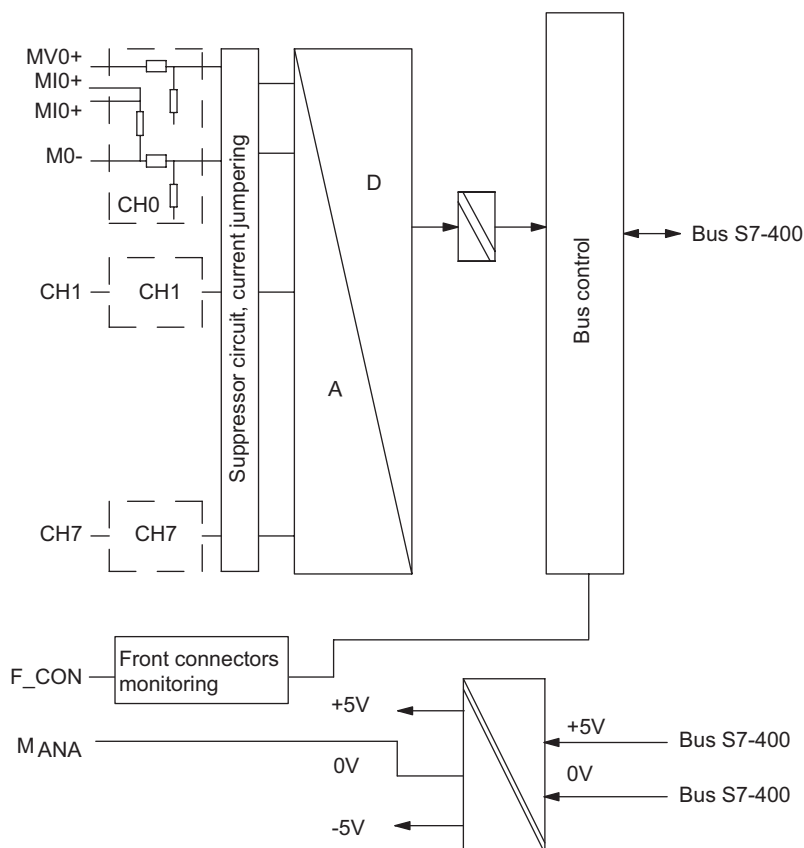 MV0+
MI0+
MI0+
M0-
CH0
CH1
CH1
CH7
CH7
Suppressor circuit, current jumpering
D
A
Bus control
Bus S7-400
F_CON
Front connectors
monitoring
MANA
+5V
0V
-5V
+5V
0V
Bus S7-400
Bus S7-400